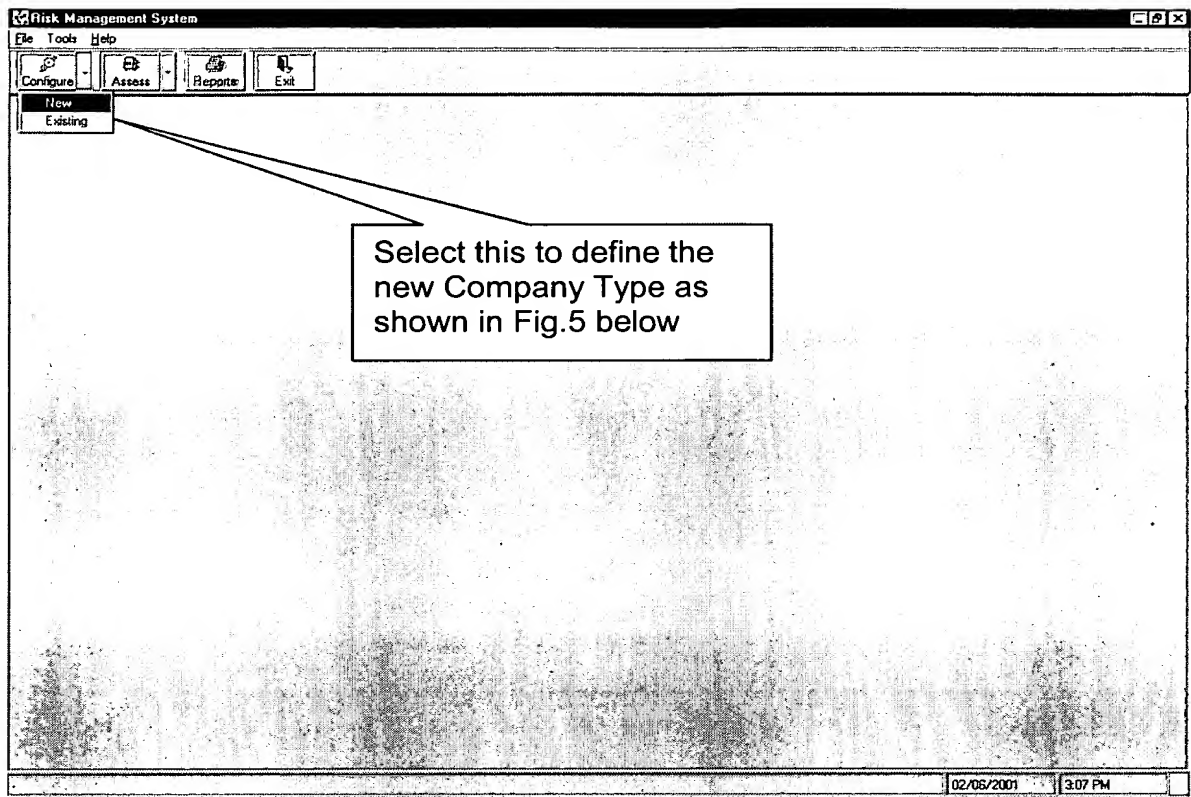 Risk Management System
File Tools Help
Configure Assess Reports Exit
New
Existing
Select this to define the
new Company Type as
shown in Fig.5 below
02/06/2001 3:07 PM